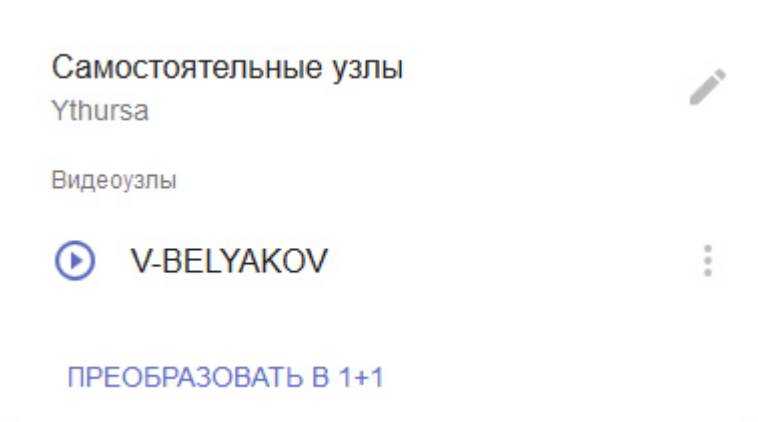 Самостоятельные узлы
Ythursa
Видеоузлы
V-BELYAKOV
ПРЕОБРАЗОВАТЬ В 1+1